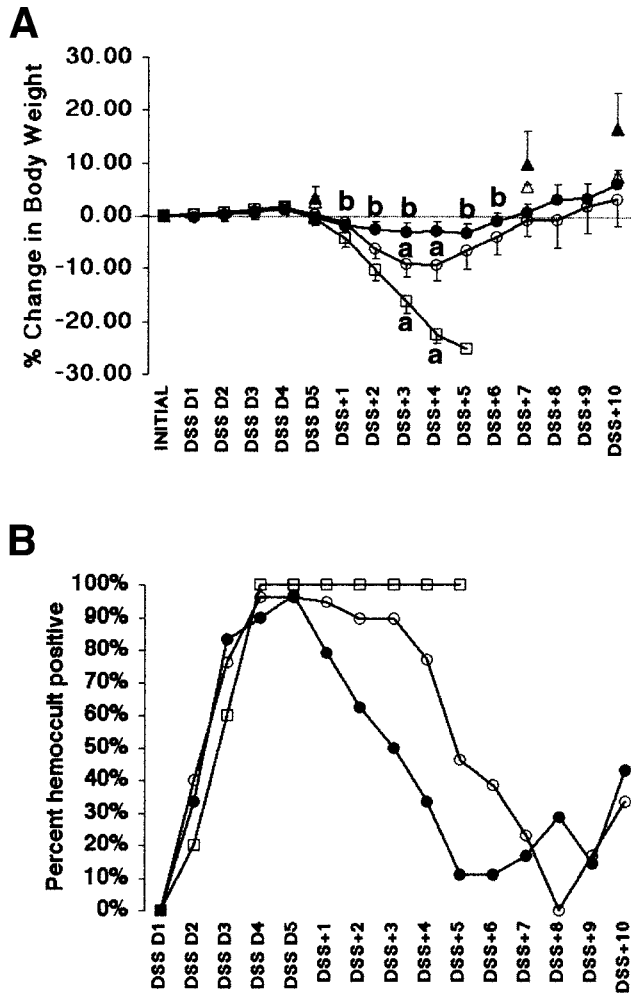 A
% Change in Body Weight
30.00
20.00
10.00
0.00
-10.00
-20.00
-30.00
b b b b b
a a
a
a
INITIAL
DSS D1
DSS D2
DSS D3
DSS D4
DSS D5
DSS+1
DSS+2
DSS+3
DSS+4
DSS+5
DSS+6
DSS+7
DSS+8
DSS+9
DSS+10
B
Percent hemoccult positive
100%
90%
80%
70%
60%
50%
40%
30%
20%
10%
0%
DSS D1
DSS D2
DSS D3
DSS D4
DSS D5
DSS+1
DSS+2
DSS+3
DSS+4
DSS+5
DSS+6
DSS+7
DSS+8
DSS+9
DSS+10